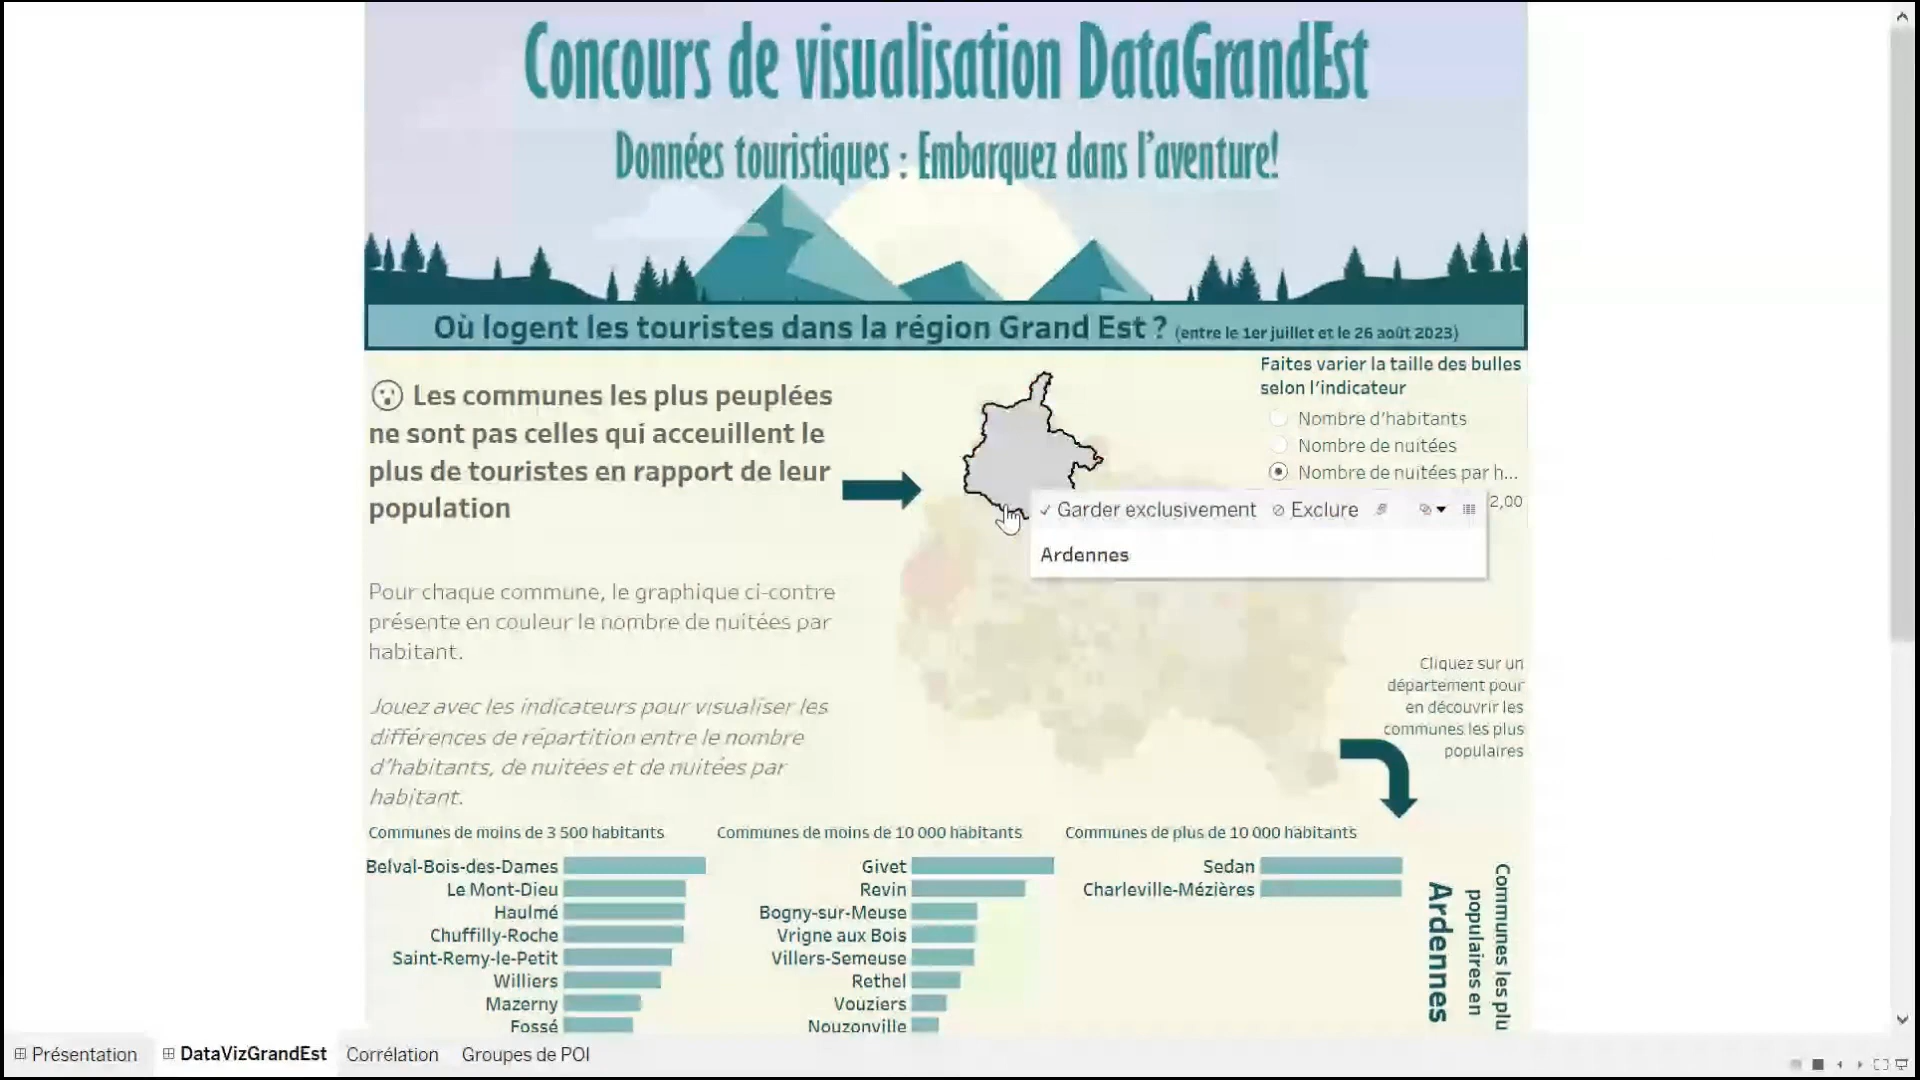 Concours de visualisation DataGrandEst
Données touristiques : Embarquez dans l'aventure!
Où logent les touristes dans la région Grand Est ? (entre le 1er juillet et le 26 août 2023)
Les communes les plus peuplées
ne sont pas celles qui acceuillent le
plus de touristes en rapport de leur
population
Faites varier la taille des bulles
selon l'indicateur
Nombre d'habitants
Nombre de nuitées
Nombre de nuitées par h...
2,00
✓ Garder exclusivement Exclure
Ardennes
Pour chaque commune, le graphique ci-contre
présente en couleur le nombre de nuitées par
habitant.
Jouez avec les indicateurs pour visualiser les
différences de répartition entre le nombre
d'habitants, de nuitées et de nuitées par
habitant.
Cliquez sur un
département pour
en découvrir les
communes les plus
populaires
Communes de moins de 3 500 habitants
Belval-Bois-des-Dames
Le Mont-Dieu
Haulmé
Chuffilly-Roche
Saint-Remy-le-Petit
Williers
Mazerny
Fossé
Communes de moins de 10 000 habitants
Givet
Revin
Bogny-sur-Meuse
Vrigne aux Bois
Villers-Semeuse
Rethel
Vouziers
Nouzonville
Communes de plus de 10 000 habitants
Sedan
Charleville-Mézières
Communes les plu
populaires en
Ardennes
Présentation
DataVizGrandEst
Corrélation
Groupes de POI